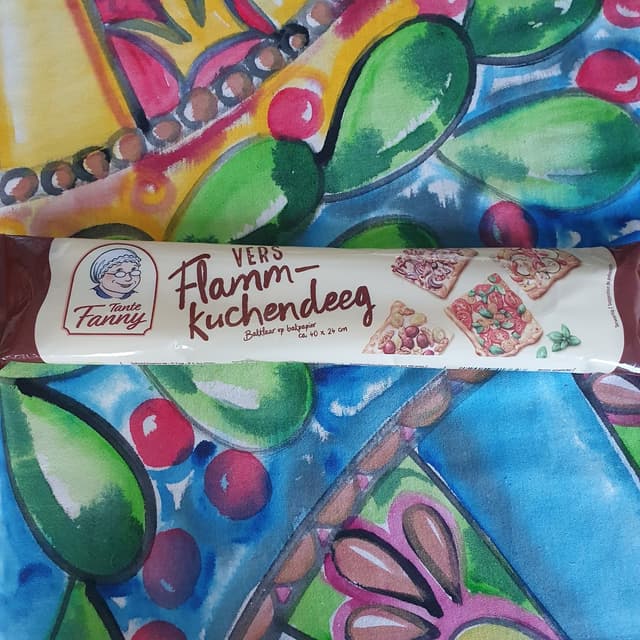 Tante
Fanny
VERS
Flamm-
kuchendeeg
Bakklaar op bakpapier
ca. 40 x 24 cm